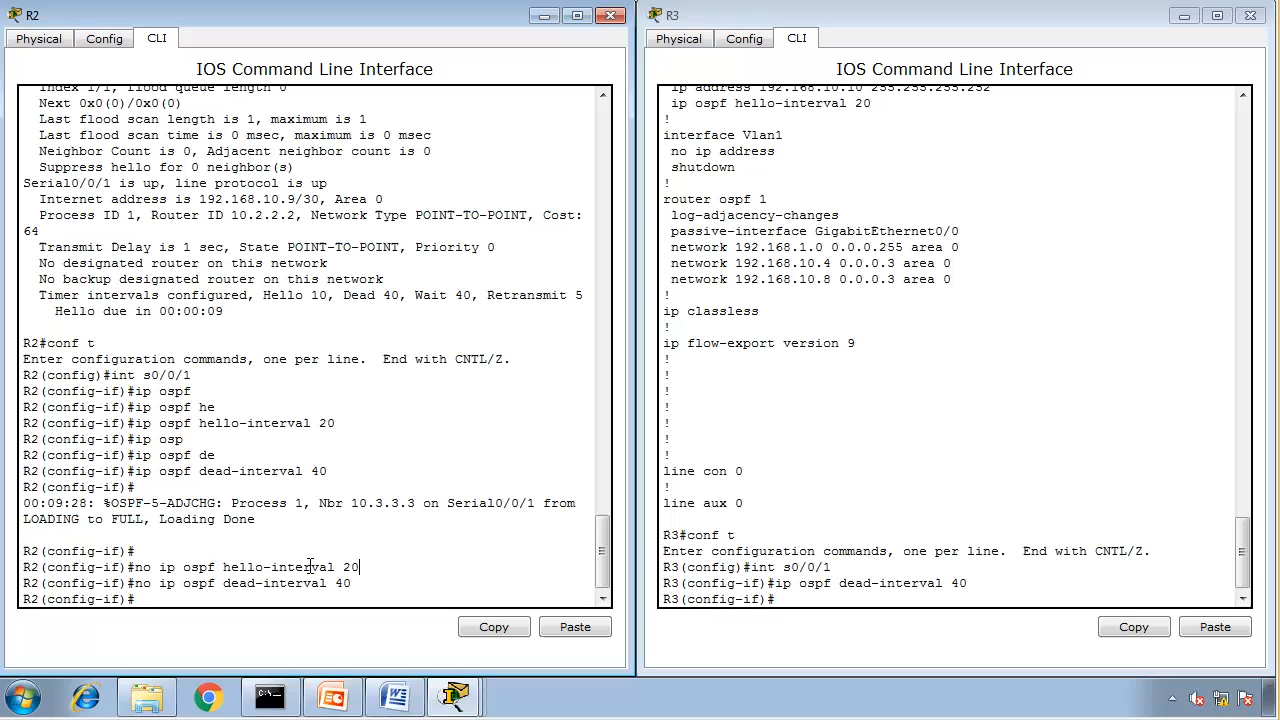 R2
Physical
Config
CLI
IOS Command Line Interface
Index 1/1, flood queue length 0
Next 0x0(0)/0x0(0)
Last flood scan length is 1, maximum is 1
Last flood scan time is 0 msec, maximum is 0 msec
Neighbor Count is 0, Adjacent neighbor count is 0
Suppress hello for 0 neighbor(s)
Serial0/0/1 is up, line protocol is up
Internet address is 192.168.10.9/30, Area 0
Process ID 1, Router ID 10.2.2.2, Network Type POINT-TO-POINT, Cost:
64
Transmit Delay is 1 sec, State POINT-TO-POINT, Priority 0
No designated router on this network
No backup designated router on this network
Timer intervals configured, Hello 10, Dead 40, Wait 40, Retransmit 5
Hello due in 00:00:09
R2#conf t
Enter configuration commands, one per line.  End with CNTL/Z.
R2(config)#int s0/0/1
R2(config-if)#ip ospf
R2(config-if)#ip ospf he
R2(config-if)#ip ospf hello-interval 20
R2(config-if)#ip osp
R2(config-if)#ip ospf de
R2(config-if)#ip ospf dead-interval 40
R2(config-if)#
00:09:28: %OSPF-5-ADJCHG: Process 1, Nbr 10.3.3.3 on Serial0/0/1 from
LOADING to FULL, Loading Done
R2(config-if)#
R2(config-if)#no ip ospf hello-interval 20
R2(config-if)#no ip ospf dead-interval 40
R2(config-if)#
Copy
Paste
R3
Physical
Config
CLI
IOS Command Line Interface
ip address 192.168.10.10 255.255.255.252
ip ospf hello-interval 20
!
interface Vlan1
no ip address
shutdown
!
router ospf 1
log-adjacency-changes
passive-interface GigabitEthernet0/0
network 192.168.1.0 0.0.0.255 area 0
network 192.168.10.4 0.0.0.3 area 0
network 192.168.10.8 0.0.0.3 area 0
!
ip classless
!
ip flow-export version 9
!
!
!
!
!
!
!
line con 0
!
line aux 0
R3#conf t
Enter configuration commands, one per line.  End with CNTL/Z.
R3(config)#int s0/0/1
R3(config-if)#ip ospf dead-interval 40
R3(config-if)#
Copy
Paste